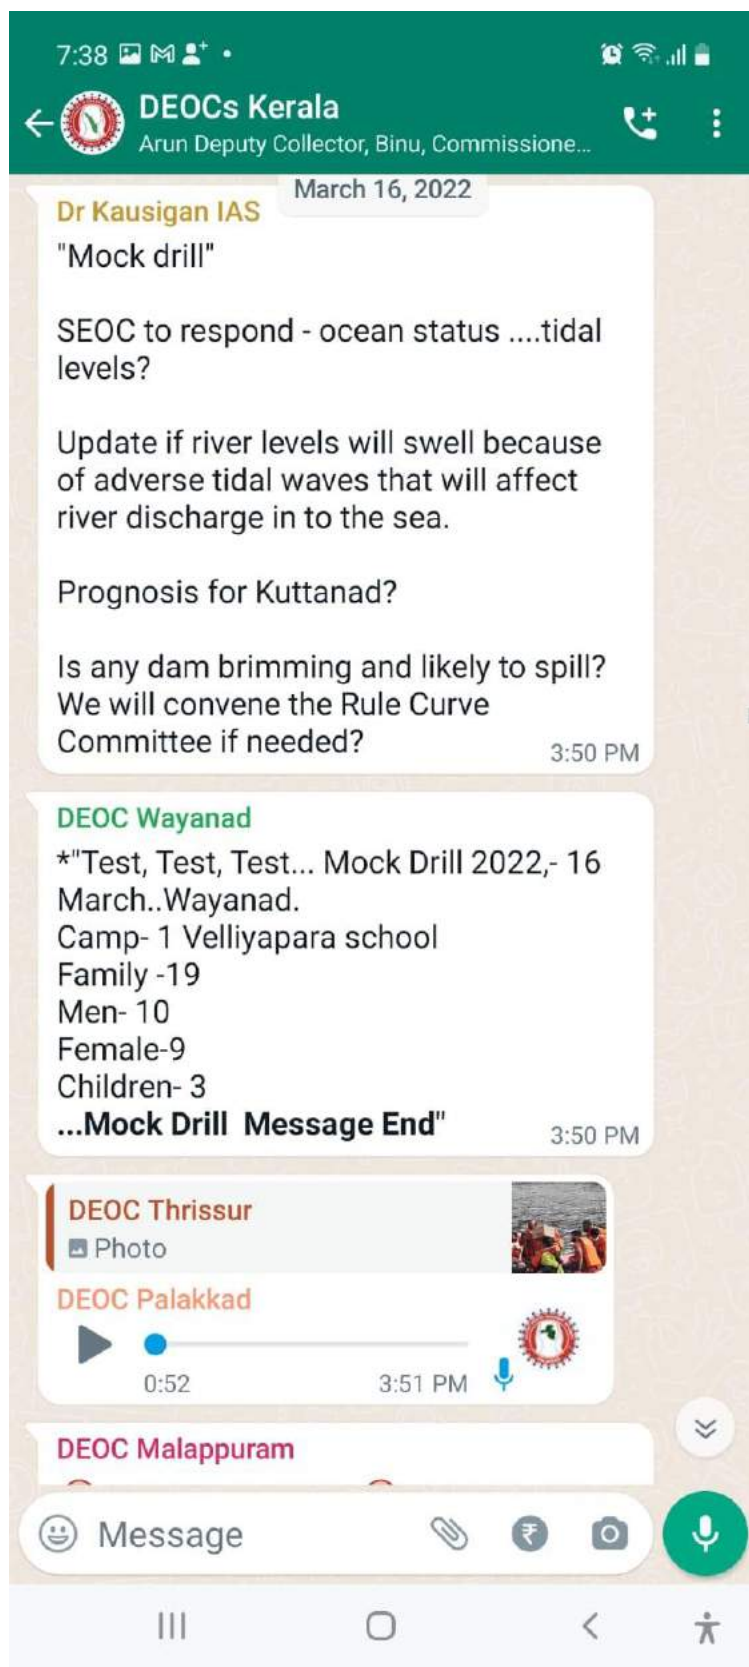 7:38
DEOCs Kerala
Arun Deputy Collector, Binu, Commissione...
March 16, 2022
Dr Kausigan IAS
"Mock drill"
SEOC to respond - ocean status ....tidal
levels?
Update if river levels will swell because
of adverse tidal waves that will affect
river discharge in to the sea.
Prognosis for Kuttanad?
Is any dam brimming and likely to spill?
We will convene the Rule Curve
Committee if needed?
3:50 PM
DEOC Wayanad
*"Test, Test, Test... Mock Drill 2022,- 16
March..Wayanad.
Camp- 1 Velliyapara school
Family -19
Men- 10
Female-9
Children- 3
...Mock Drill  Message End"
3:50 PM
DEOC Thrissur
Photo
DEOC Palakkad
0:52
3:51 PM
DEOC Malappuram
Message